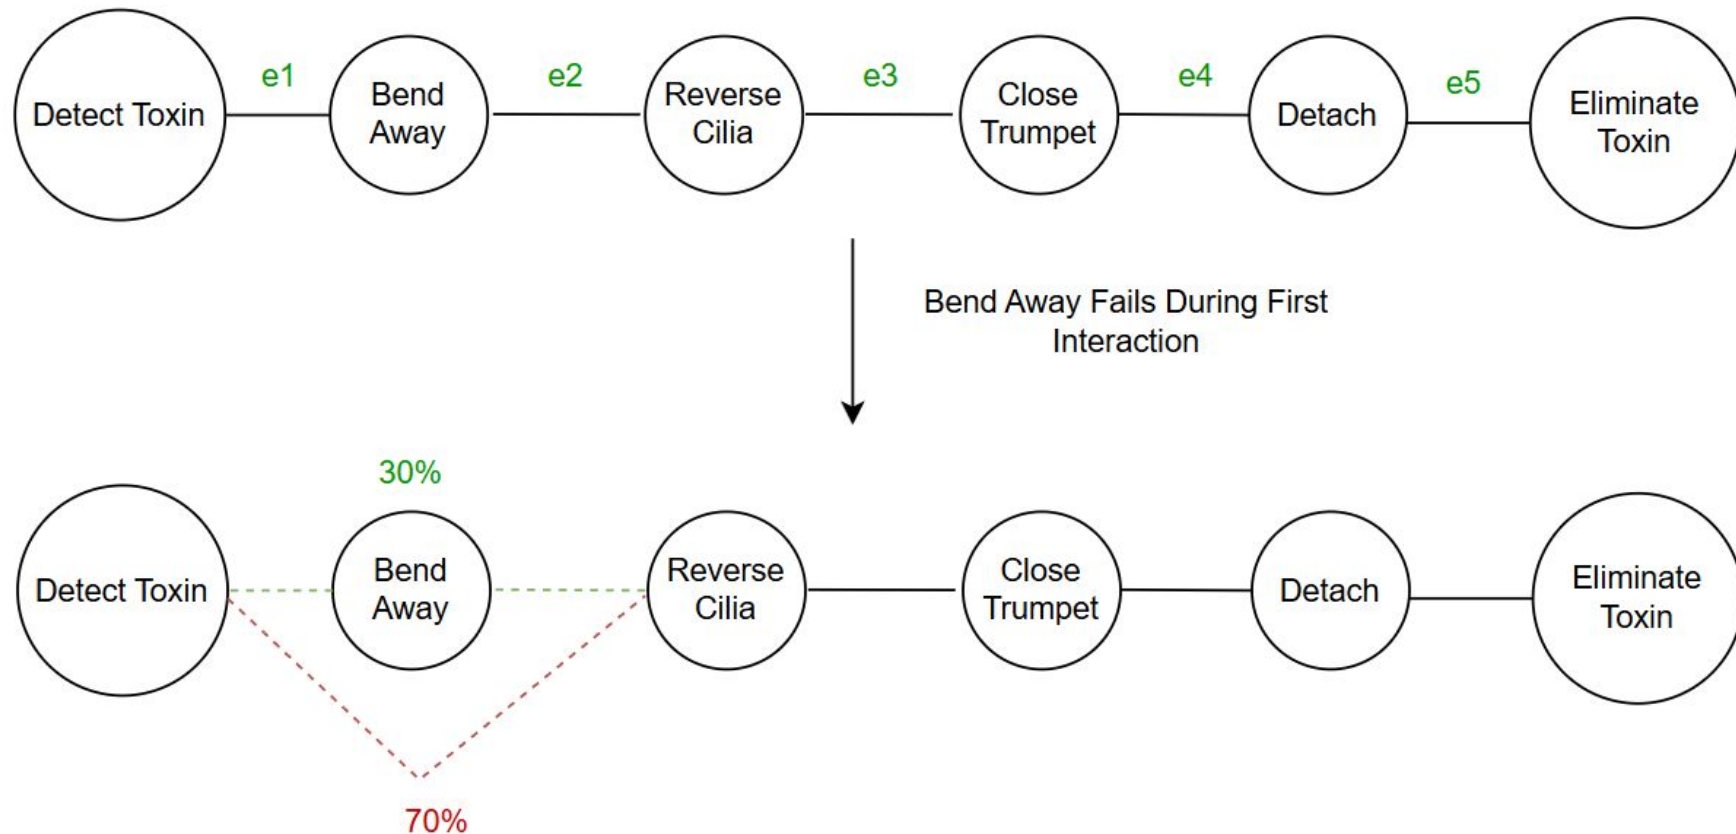 e1
e2
e3
e4
e5
Detect Toxin
Bend
Away
Reverse
Cilia
Close
Trumpet
Detach
Eliminate
Toxin
Bend Away Fails During First
Interaction
30%
Detect Toxin
Bend
Away
Reverse
Cilia
Close
Trumpet
Detach
Eliminate
Toxin
70%